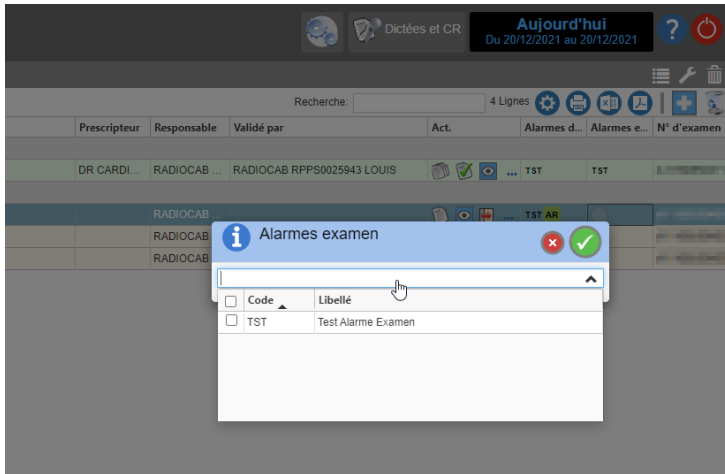 Dictées et CR
Aujourd'hui
Du 20/12/2021 au 20/12/2021
?
Recherche:
4 Lignes
Prescripteur Responsable Validé par Act. Alarmes d... Alarmes e... N° d'examen
DR CARDI... RADIOCAB ... RADIOCAB RPPS0025943 LOUIS ... TST TST
RADIOCAB ... ... TST AR
RADIOCAB
RADIOCAB
i Alarmes examen
Code Libellé
TST Test Alarme Examen